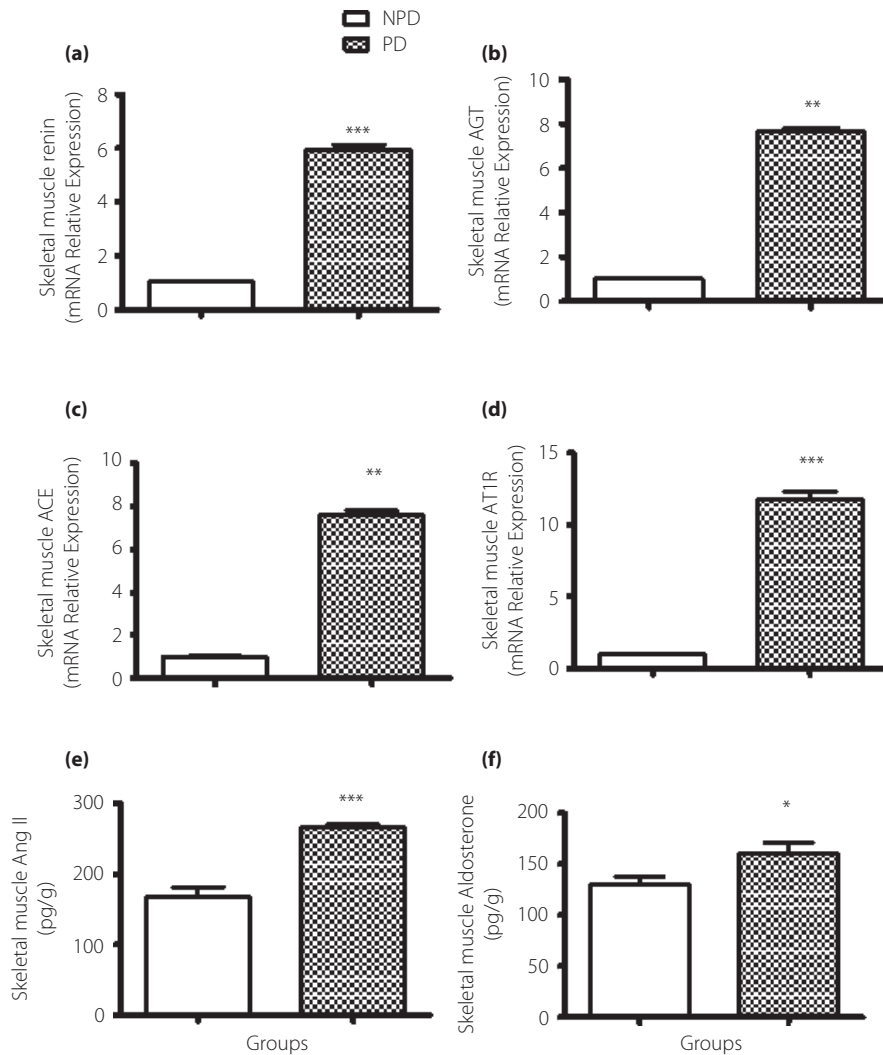 NPD
PD
(a)
Skeletal muscle renin
(mRNA Relative Expression)
8
6
4
2
0
***
(b)
Skeletal muscle AGT
(mRNA Relative Expression)
10
8
6
4
2
0
**
(c)
Skeletal muscle ACE
(mRNA Relative Expression)
10
8
6
4
2
0
**
(d)
Skeletal muscle AT1R
(mRNA Relative Expression)
15
10
5
0
***
(e)
Skeletal muscle Ang II
(pg/g)
300
200
100
0
***
Groups
(f)
Skeletal muscle Aldosterone
(pg/g)
200
150
100
50
0
*
Groups